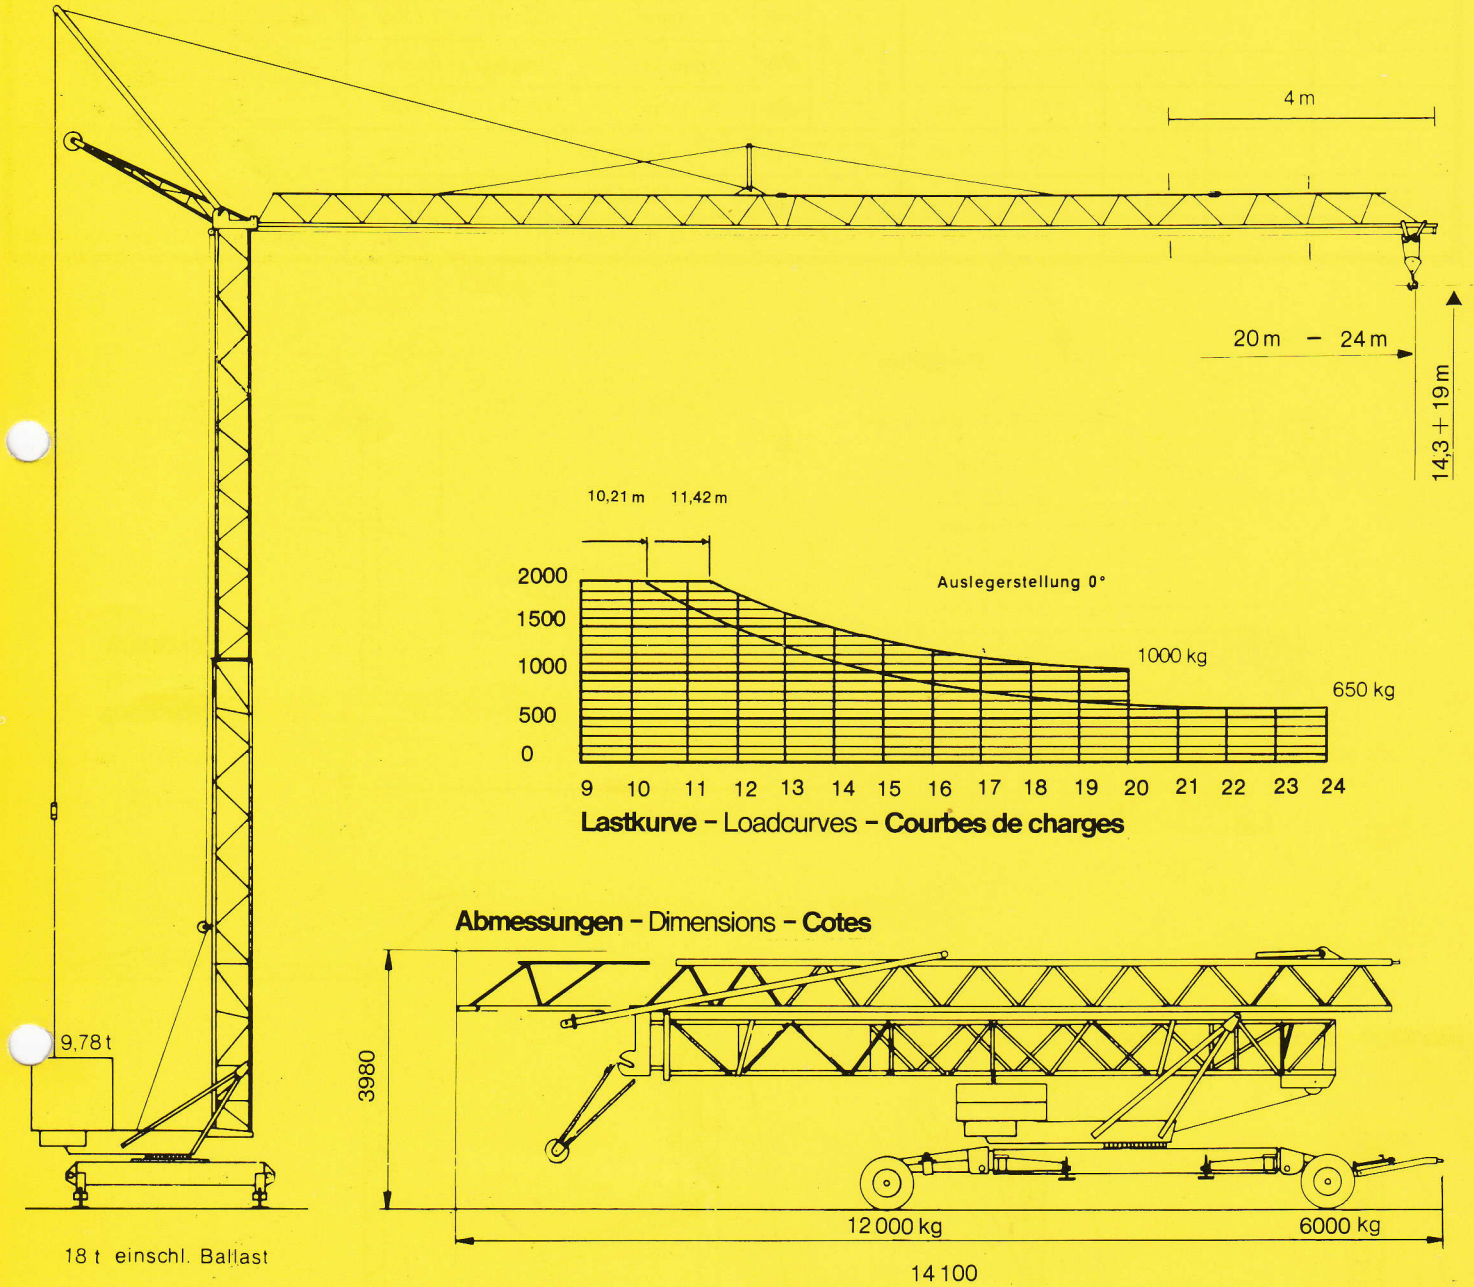 4 m
20 m – 24 m
14,3 + 19 m
10,21 m 11,42 m
Auslegerstellung 0°
2000
1500
1000
500
0
1000 kg
650 kg
9 10 11 12 13 14 15 16 17 18 19 20 21 22 23 24
Lastkurve – Loadcurves – Courbes de charges
Abmessungen – Dimensions – Cotes
9,78 t
3980
12 000 kg
6000 kg
18 t einschl. Ballast
14 100